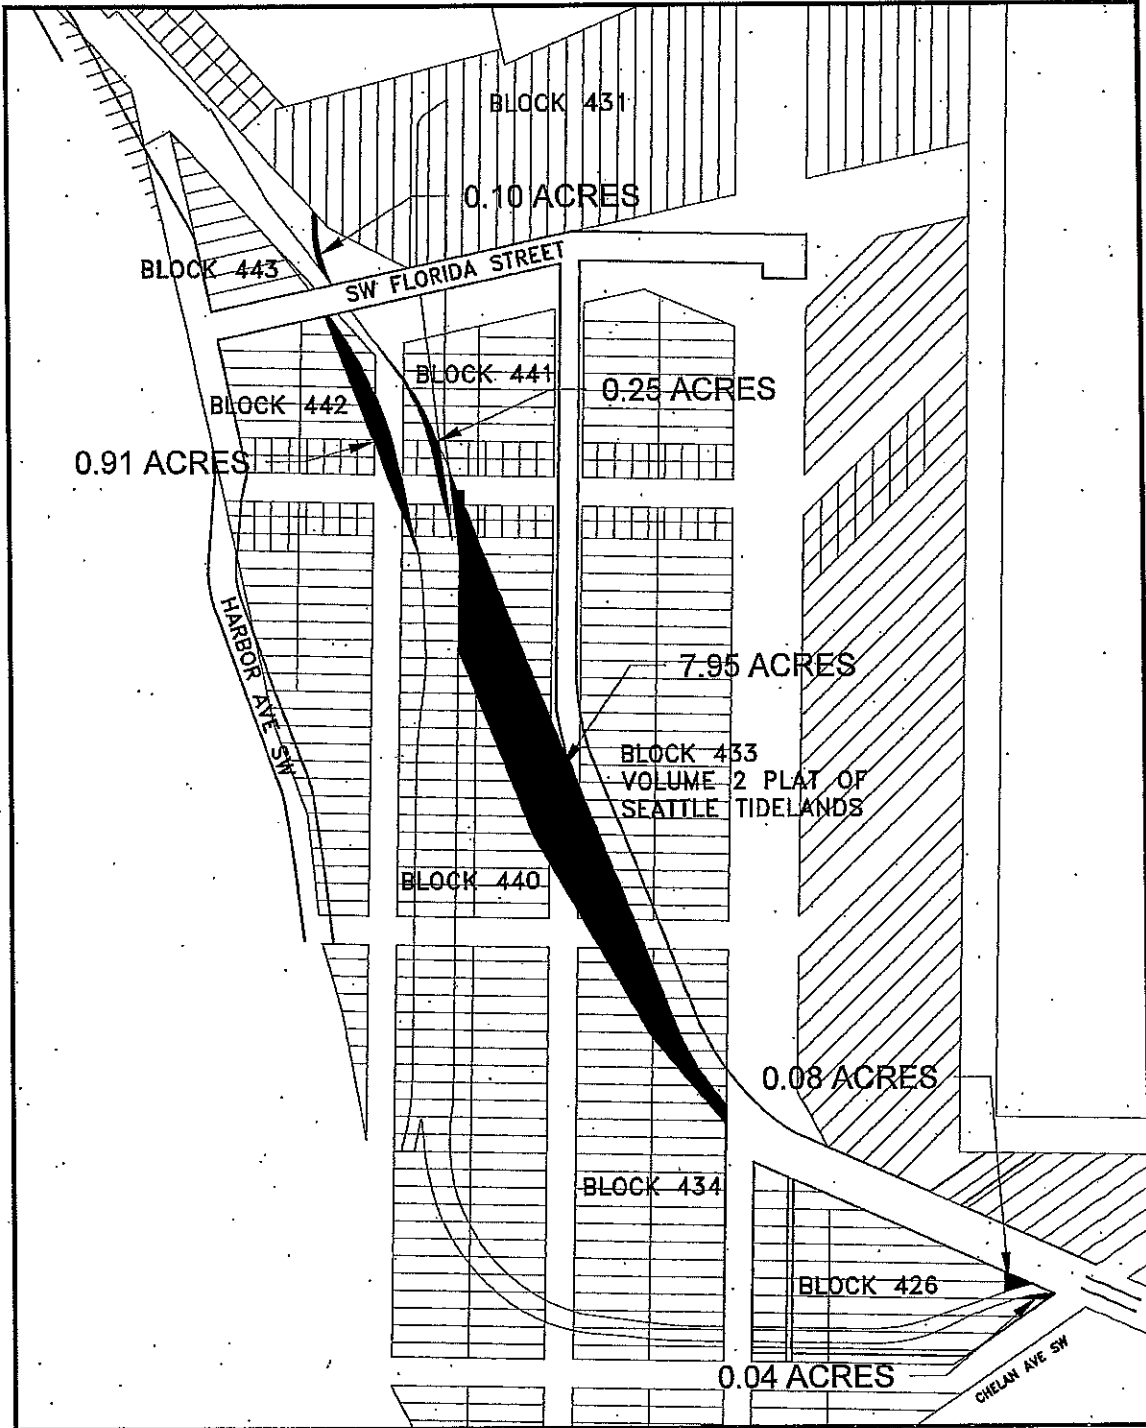 BLOCK 431
0.10 ACRES
BLOCK 443
SW FLORIDA STREET
BLOCK 441
0.25 ACRES
BLOCK 442
0.91 ACRES
HARBOR AVE SW
7.95 ACRES
BLOCK 433
VOLUME 2 PLAT OF
SEATTLE TIDELANDS
BLOCK 440
0.08 ACRES
BLOCK 434
BLOCK 426
0.04 ACRES
CHELAN AVE SW